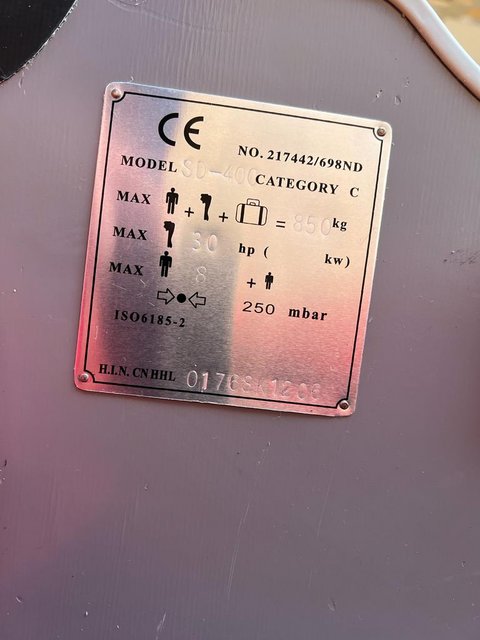 CE
NO. 217442/698ND
MODEL SD-400 CATEGORY C
MAX + + = 850 kg
MAX 30 hp ( kw)
MAX 8 +
250 mbar
ISO6185-2
H.I.N. CN HHL